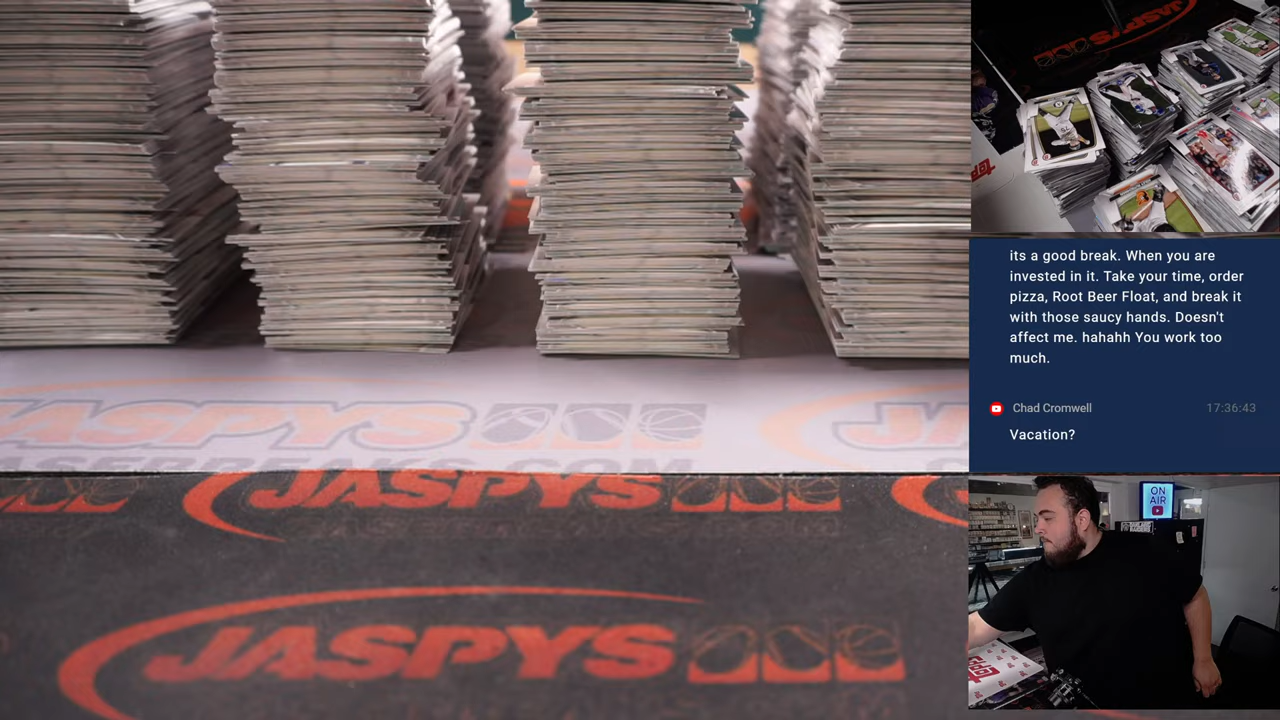 its a good break. When you are
invested in it. Take your time, order
pizza, Root Beer Float, and break it
with those saucy hands. Doesn't
affect me. hahahh You work too
much.
Chad Cromwell 17:36:43
Vacation?
ON
AIR
JASPYS
JASPYS
JASPYS